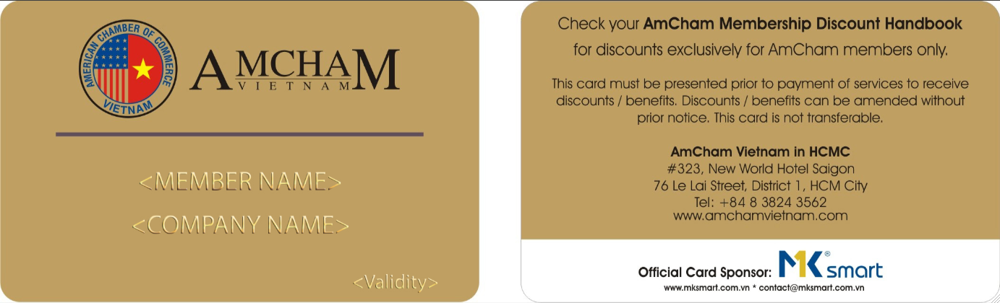 AMERICAN CHAMBER OF COMMERCE
VIETNAM
AMCHAM
VIETNAM
<MEMBER NAME>
<COMPANY NAME>
<Validity>
Check your AmCham Membership Discount Handbook
for discounts exclusively for AmCham members only.
This card must be presented prior to payment of services to receive
discounts / benefits. Discounts / benefits can be amended without
prior notice. This card is not transferable.
AmCham Vietnam in HCMC
#323, New World Hotel Saigon
76 Le Lai Street, District 1, HCM City
Tel: +84 8 3824 3562
www.amchamvietnam.com
Official Card Sponsor: MK® smart
www.mksmart.com.vn * contact@mksmart.com.vn